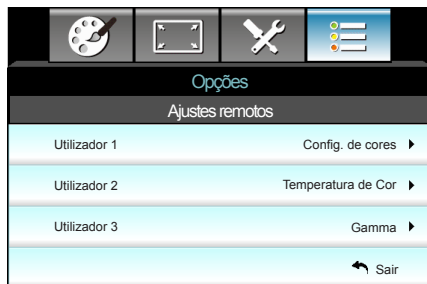 Opções
Ajustes remotos
Utilizador 1 Config. de cores
Utilizador 2 Temperatura de Cor
Utilizador 3 Gamma
Sair